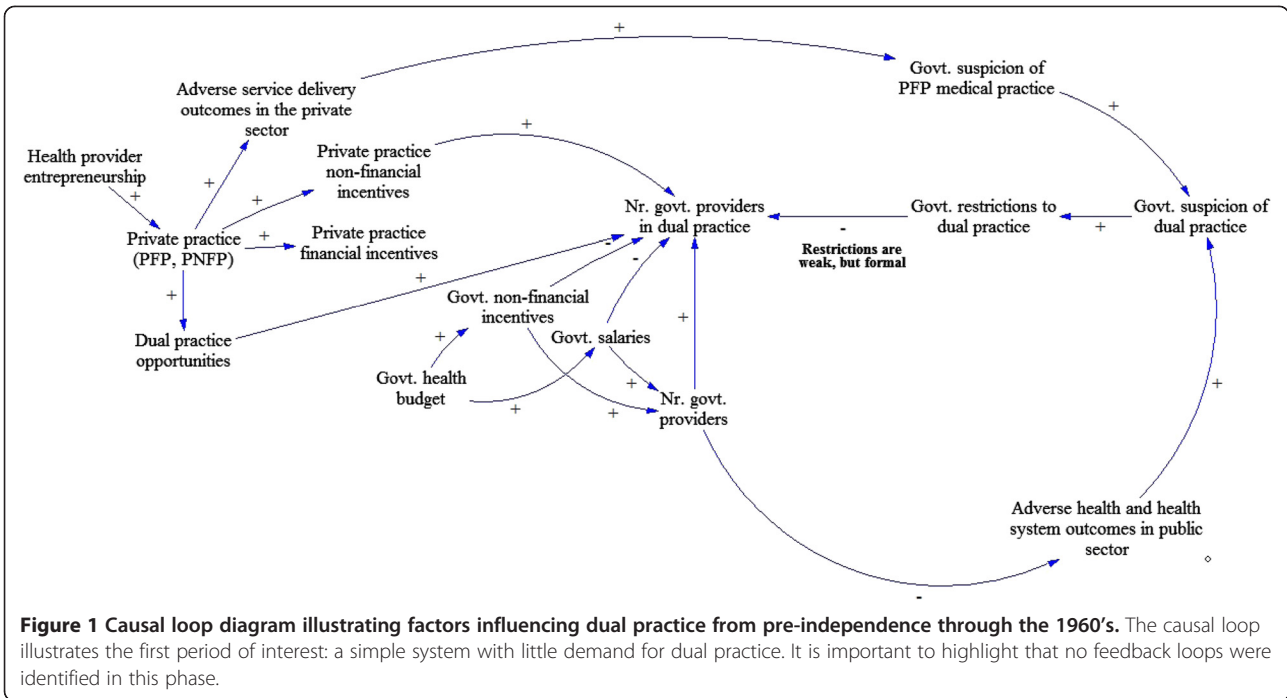 +
Adverse service delivery
outcomes in the private
sector
Govt. suspicion of
PFP medical practice
+
+
Health provider
entrepreneurship
Private practice
non-financial
incentives
+
+
+
Nr. govt. providers
in dual practice
-
Govt. restrictions to
dual practice
+
Govt. suspicion of
dual practice
Restrictions are
weak, but formal
Private practice
(PFP, PNFP)
+
Private practice
financial incentives
-
-
+
+
Dual practice
opportunities
Govt. non-financial
incentives
+
Govt. salaries
+
Govt. health
budget
+
+
+
Nr. govt.
providers
+
Adverse health and health
system outcomes in public
sector
-
Figure 1 Causal loop diagram illustrating factors influencing dual practice from pre-independence through the 1960's. The causal loop
illustrates the first period of interest: a simple system with little demand for dual practice. It is important to highlight that no feedback loops were
identified in this phase.